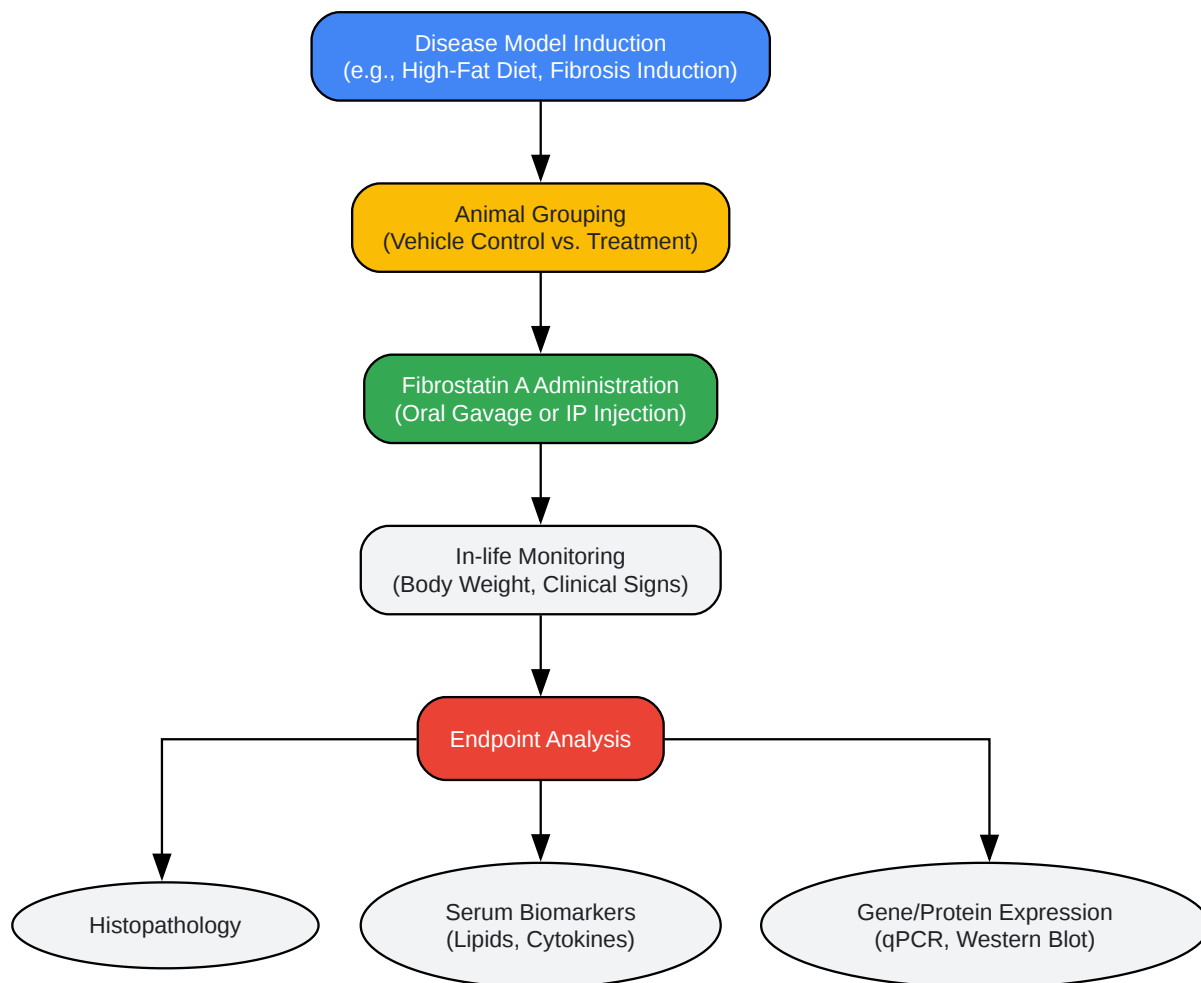 Disease Model Induction
(e.g., High-Fat Diet, Fibrosis Induction)
Animal Grouping
(Vehicle Control vs. Treatment)
Fibrostatin A Administration
(Oral Gavage or IP Injection)
In-life Monitoring
(Body Weight, Clinical Signs)
Endpoint Analysis
Histopathology
Serum Biomarkers
(Lipids, Cytokines)
Gene/Protein Expression
(qPCR, Western Blot)